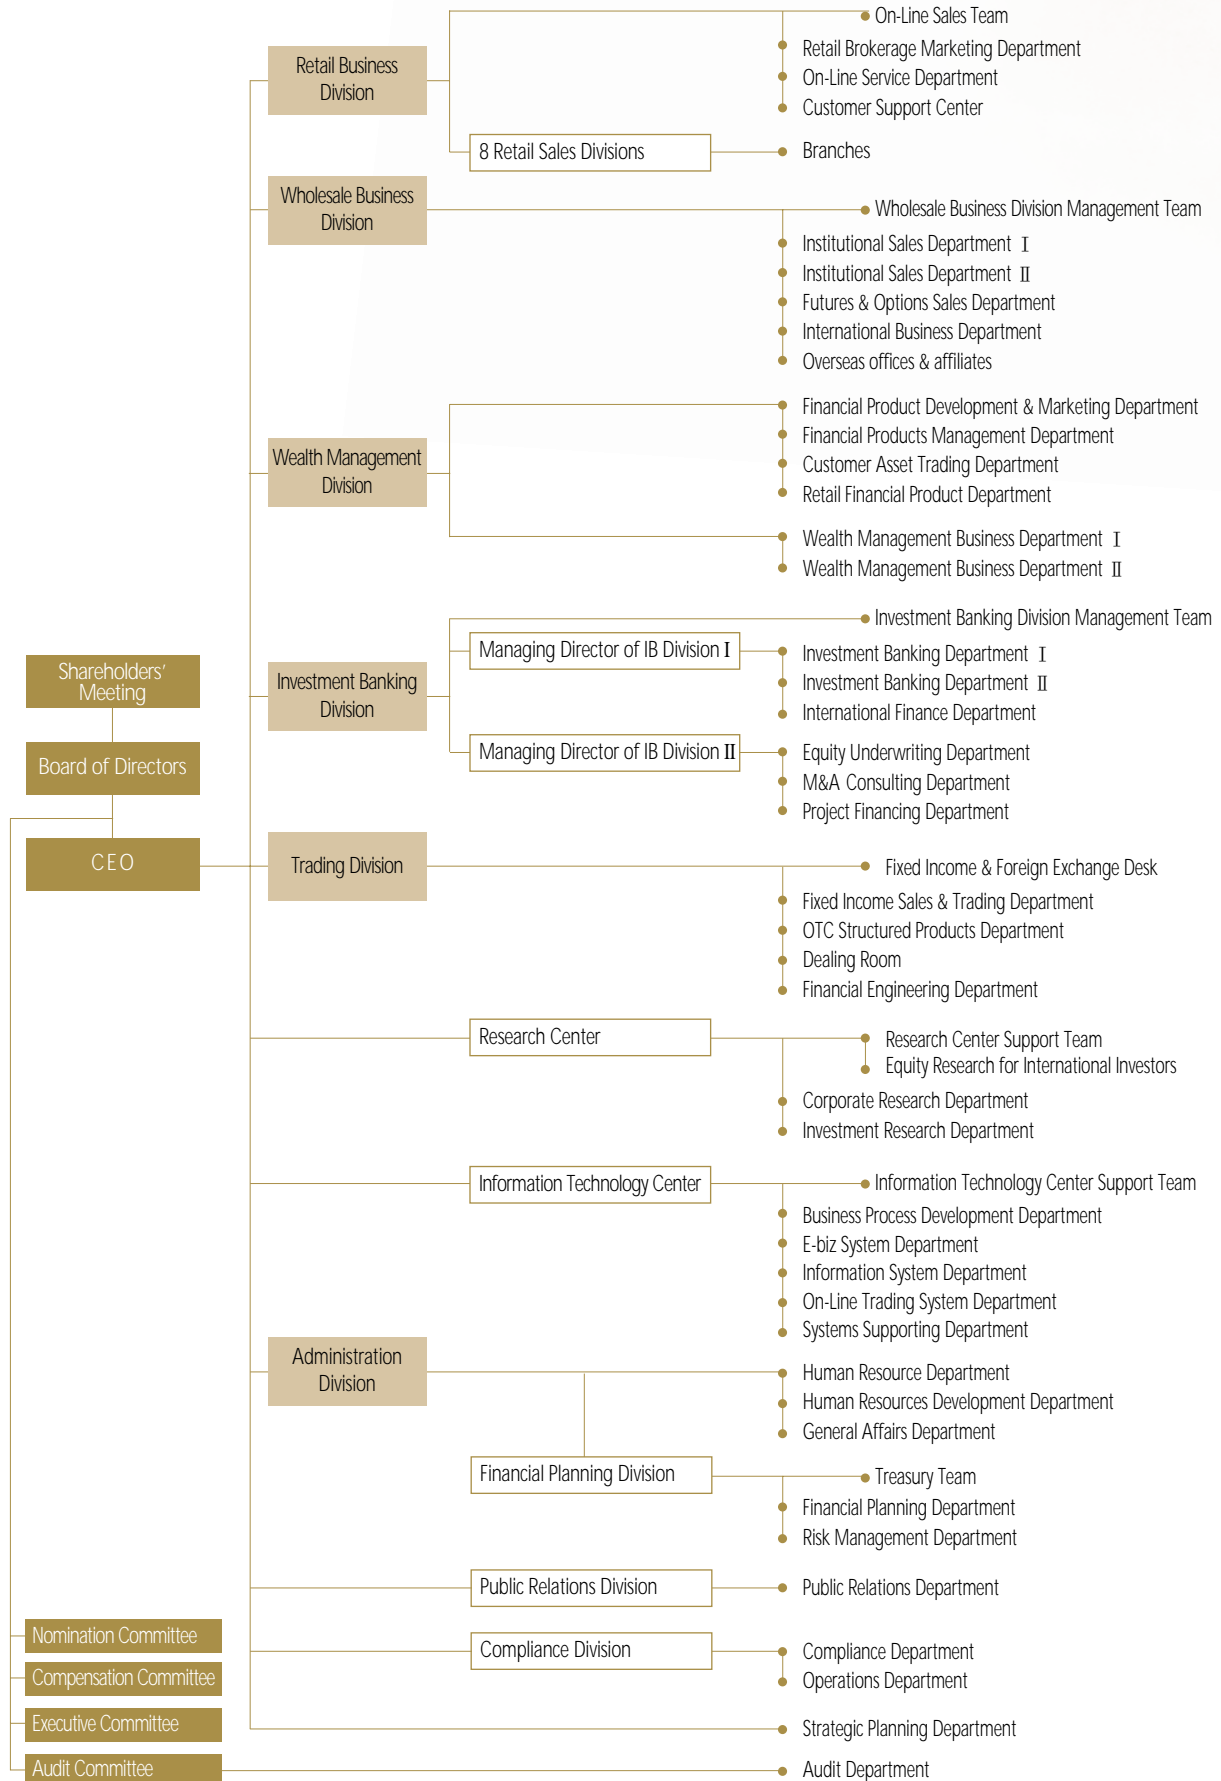 On-Line Sales Team
Retail Business
Division
Retail Brokerage Marketing Department
On-Line Service Department
Customer Support Center
8 Retail Sales Divisions
Branches
Wholesale Business
Division
Wholesale Business Division Management Team
Institutional Sales Department Ⅰ
Institutional Sales Department Ⅱ
Futures & Options Sales Department
International Business Department
Overseas offices & affiliates
Wealth Management
Division
Financial Product Development & Marketing Department
Financial Products Management Department
Customer Asset Trading Department
Retail Financial Product Department
Wealth Management Business Department Ⅰ
Wealth Management Business Department Ⅱ
Investment Banking Division Management Team
Shareholders'
Meeting
Board of Directors
CEO
Investment Banking
Division
Managing Director of IB Division Ⅰ
Investment Banking Department Ⅰ
Investment Banking Department Ⅱ
International Finance Department
Managing Director of IB Division Ⅱ
Equity Underwriting Department
M&A Consulting Department
Project Financing Department
Trading Division
Fixed Income & Foreign Exchange Desk
Fixed Income Sales & Trading Department
OTC Structured Products Department
Dealing Room
Financial Engineering Department
Research Center
Research Center Support Team
Equity Research for International Investors
Corporate Research Department
Investment Research Department
Information Technology Center
Information Technology Center Support Team
Business Process Development Department
E-biz System Department
Information System Department
On-Line Trading System Department
Systems Supporting Department
Administration
Division
Human Resource Department
Human Resources Development Department
General Affairs Department
Financial Planning Division
Treasury Team
Financial Planning Department
Risk Management Department
Public Relations Division
Public Relations Department
Nomination Committee
Compensation Committee
Executive Committee
Audit Committee
Compliance Division
Compliance Department
Operations Department
Strategic Planning Department
Audit Department